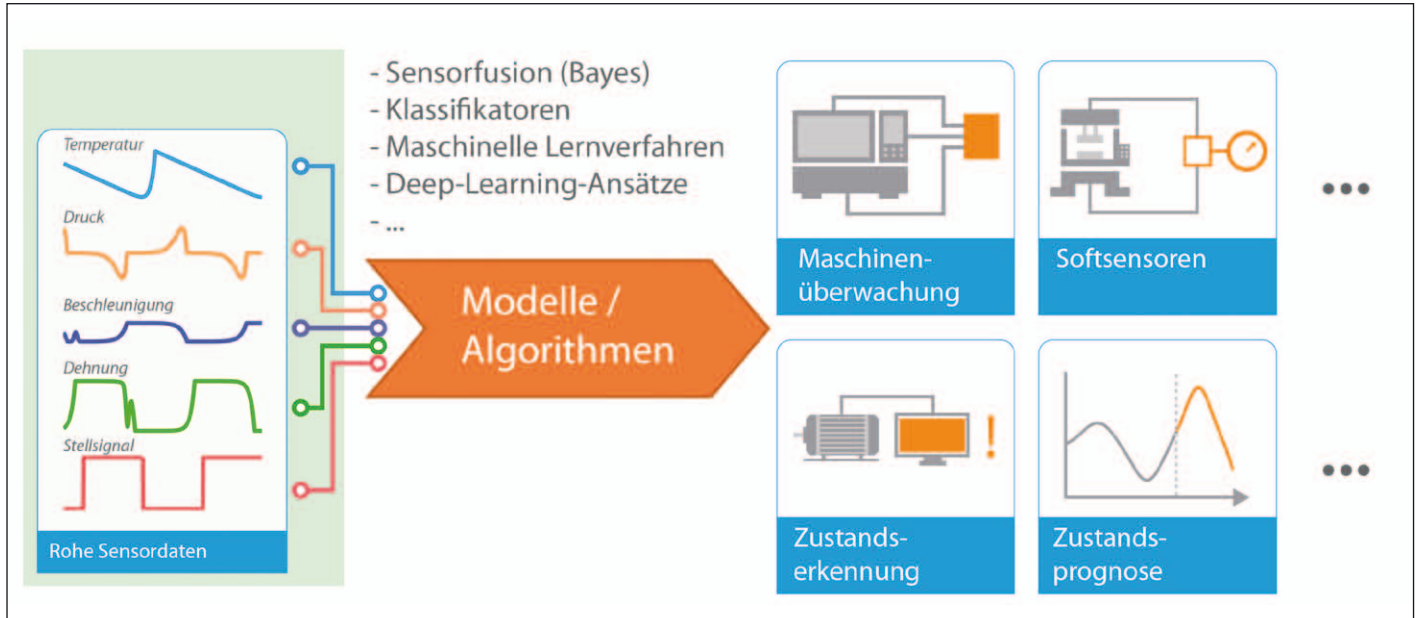 Temperatur
Druck
Beschleunigung
Dehnung
Stellsignal
Rohe Sensordaten
- Sensorfusion (Bayes)
- Klassifikatoren
- Maschinelle Lernverfahren
- Deep-Learning-Ansätze
- ...
Modelle /
Algorithmen
Maschinen-
überwachung
Softsensoren
...
Zustands-
erkennung
Zustands-
prognose
...